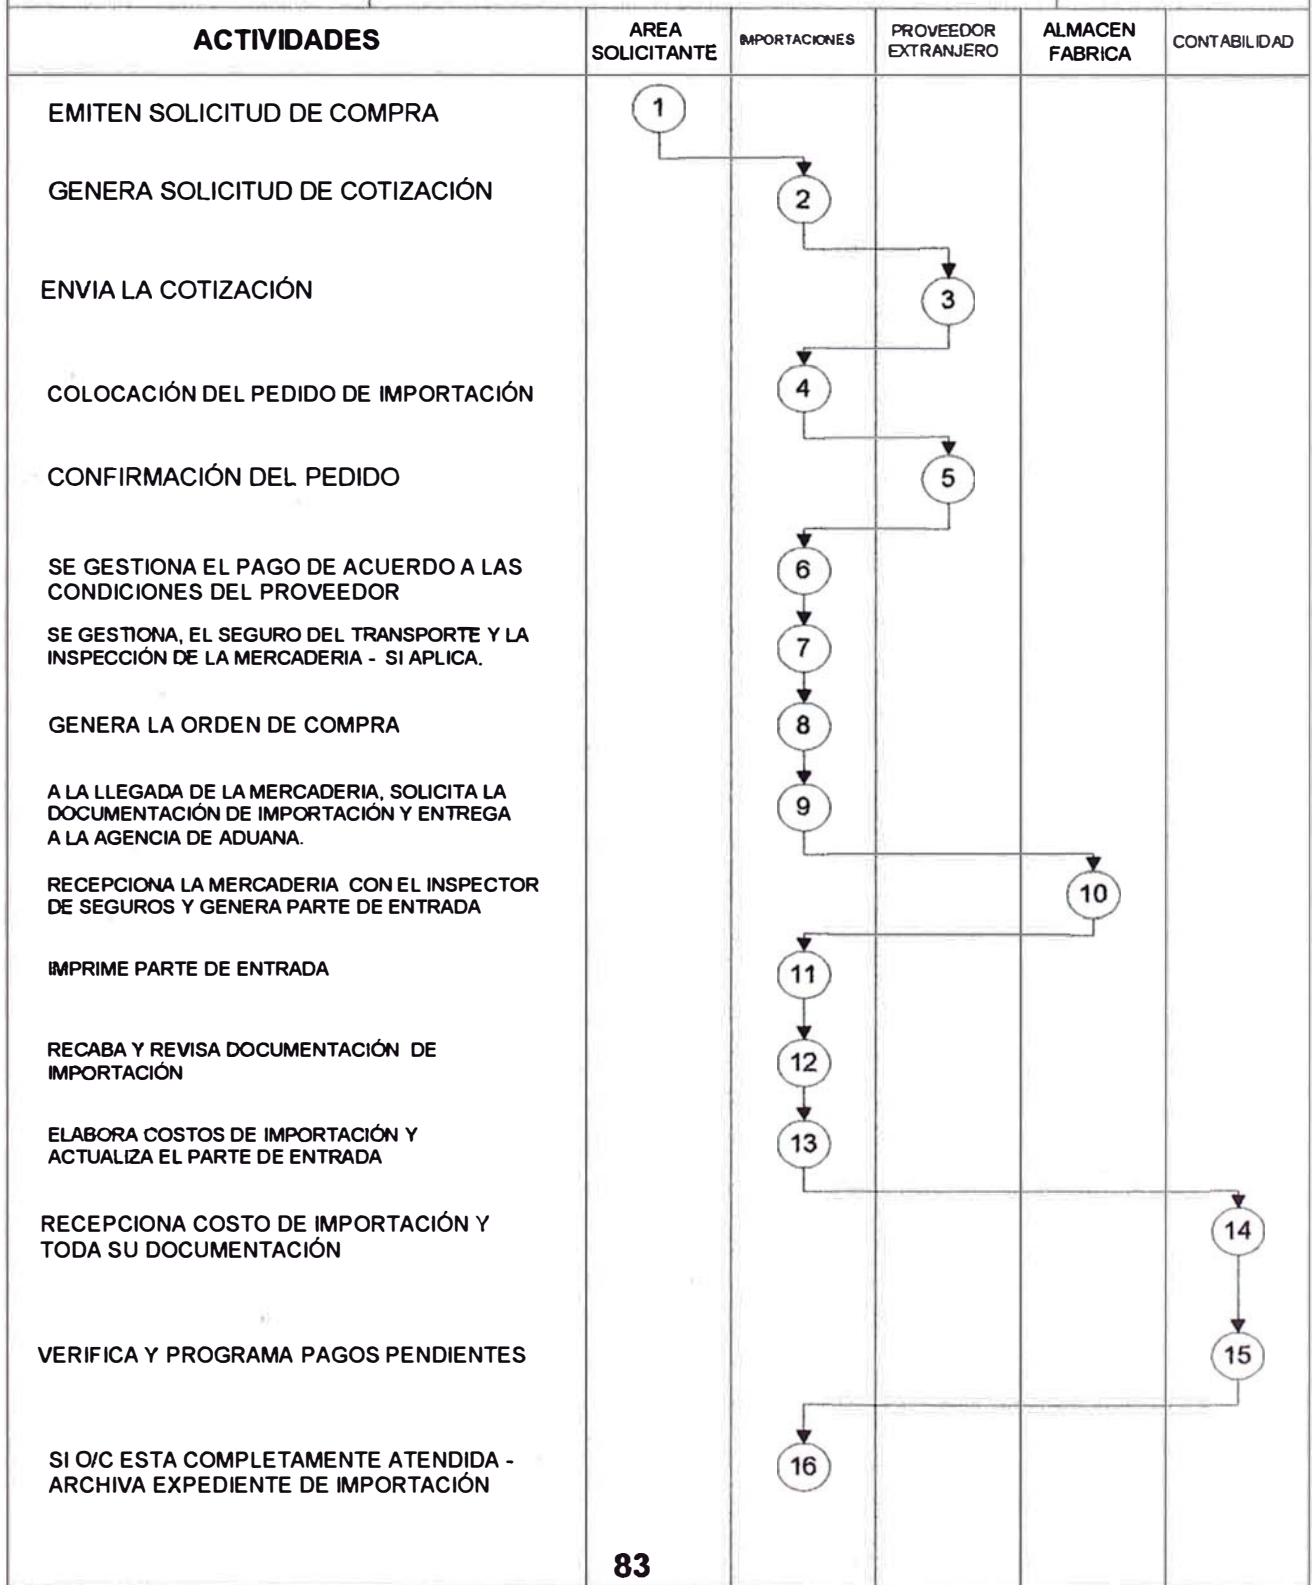 ACTIVIDADES
AREA
SOLICITANTE
IMPORTACIONES
PROVEEDOR
EXTRANJERO
ALMACEN
FABRICA
CONTABILIDAD
EMITEN SOLICITUD DE COMPRA
1
GENERA SOLICITUD DE COTIZACIÓN
2
ENVIA LA COTIZACIÓN
3
COLOCACIÓN DEL PEDIDO DE IMPORTACIÓN
4
CONFIRMACIÓN DEL PEDIDO
5
SE GESTIONA EL PAGO DE ACUERDO A LAS
CONDICIONES DEL PROVEEDOR
6
SE GESTIONA, EL SEGURO DEL TRANSPORTE Y LA
INSPECCIÓN DE LA MERCADERIA - SI APLICA.
7
GENERA LA ORDEN DE COMPRA
8
A LA LLEGADA DE LA MERCADERIA, SOLICITA LA
DOCUMENTACIÓN DE IMPORTACIÓN Y ENTREGA
A LA AGENCIA DE ADUANA.
9
RECEPCIONA LA MERCADERIA CON EL INSPECTOR
DE SEGUROS Y GENERA PARTE DE ENTRADA
10
IMPRIME PARTE DE ENTRADA
11
RECABA Y REVISA DOCUMENTACIÓN DE
IMPORTACIÓN
12
ELABORA COSTOS DE IMPORTACIÓN Y
ACTUALIZA EL PARTE DE ENTRADA
13
RECEPCIONA COSTO DE IMPORTACIÓN Y
TODA SU DOCUMENTACIÓN
14
VERIFICA Y PROGRAMA PAGOS PENDIENTES
15
SI O/C ESTA COMPLETAMENTE ATENDIDA -
ARCHIVA EXPEDIENTE DE IMPORTACIÓN
16
83